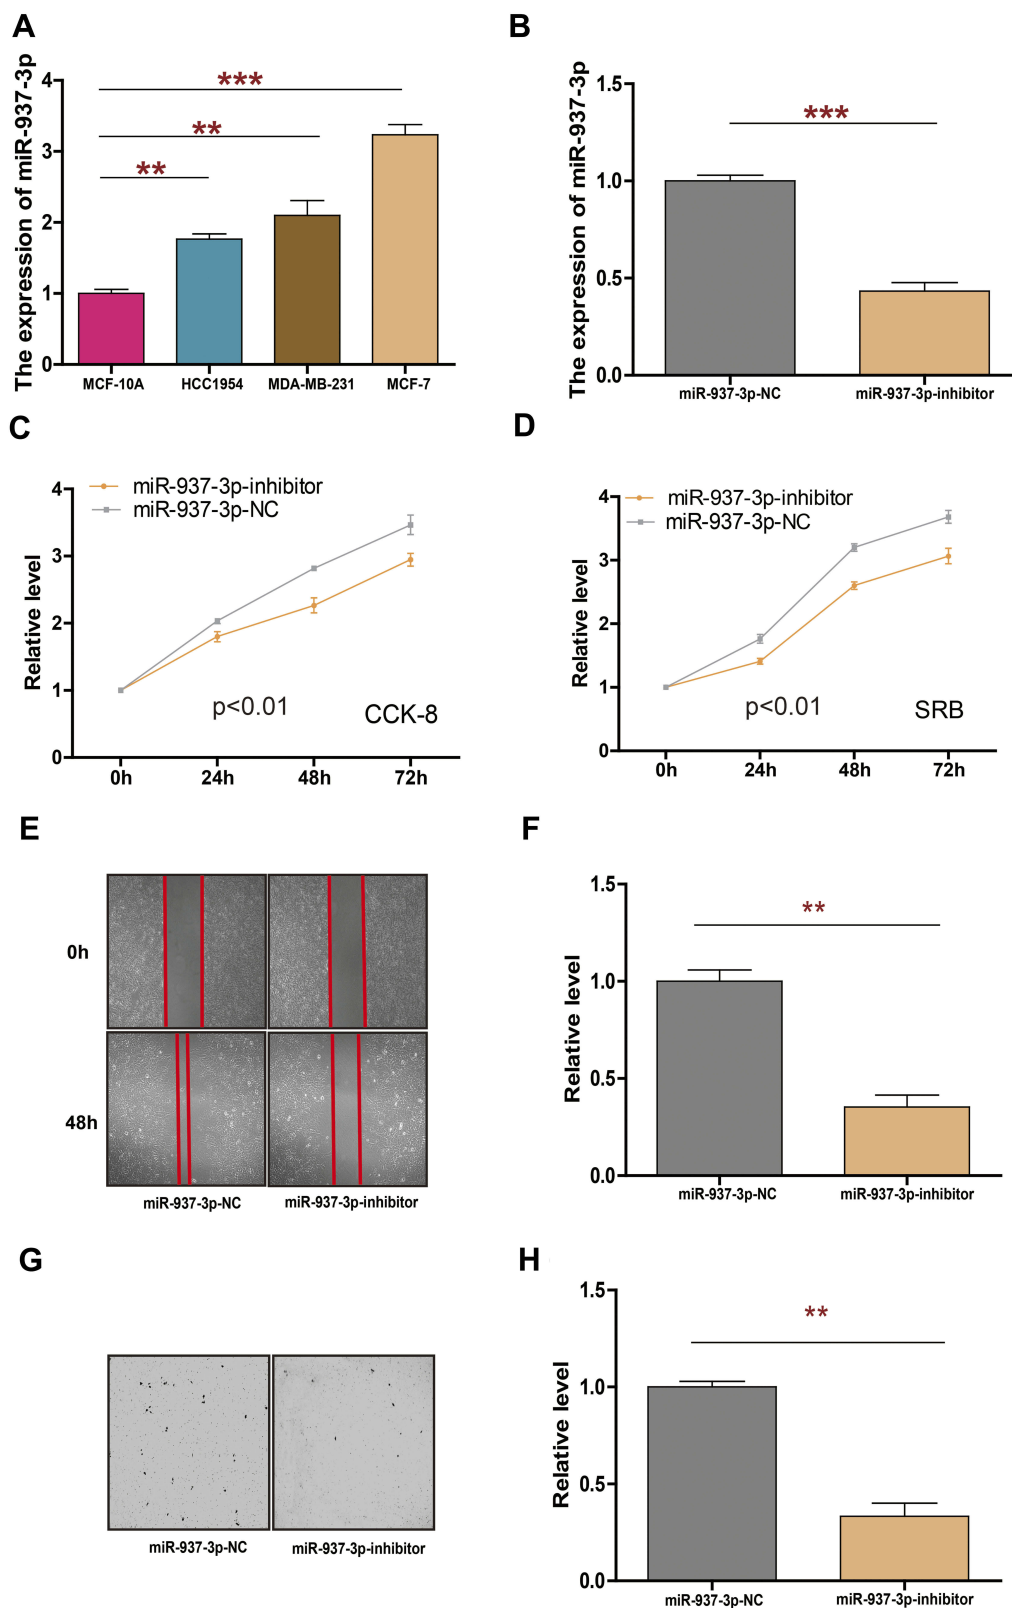 A
The expression of miR-937-3p
4
3
2
1
0
***
**
**
MCF-10A
HCC1954
MDA-MB-231
MCF-7
B
The expression of miR-937-3p
1.5
1.0
0.5
0.0
***
miR-937-3p-NC
miR-937-3p-inhibitor
C
Relative level
4
3
2
1
0
miR-937-3p-inhibitor
miR-937-3p-NC
p<0.01
CCK-8
0h
24h
48h
72h
D
Relative level
4
3
2
1
0
miR-937-3p-inhibitor
miR-937-3p-NC
p<0.01
SRB
0h
24h
48h
72h
E
0h
48h
miR-937-3p-NC
miR-937-3p-inhibitor
F
Relative level
1.5
1.0
0.5
0.0
**
miR-937-3p-NC
miR-937-3p-inhibitor
G
miR-937-3p-NC
miR-937-3p-inhibitor
H
Relative level
1.5
1.0
0.5
0.0
**
miR-937-3p-NC
miR-937-3p-inhibitor